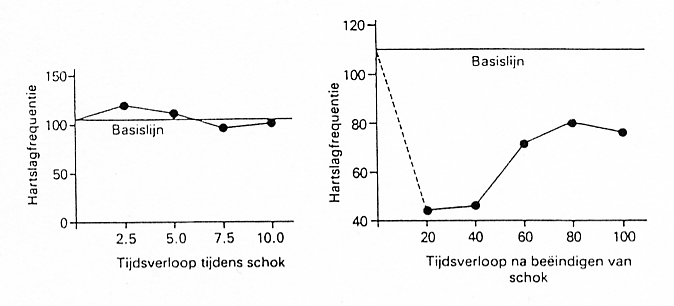 150
100
50
0
Hartslagfrequentie
Basislijn
2.5 5.0 7.5 10.0
Tijdsverloop tijdens schok
120
100
80
60
40
Hartslagfrequentie
Basislijn
20 40 60 80 100
Tijdsverloop na beëindigen van
schok